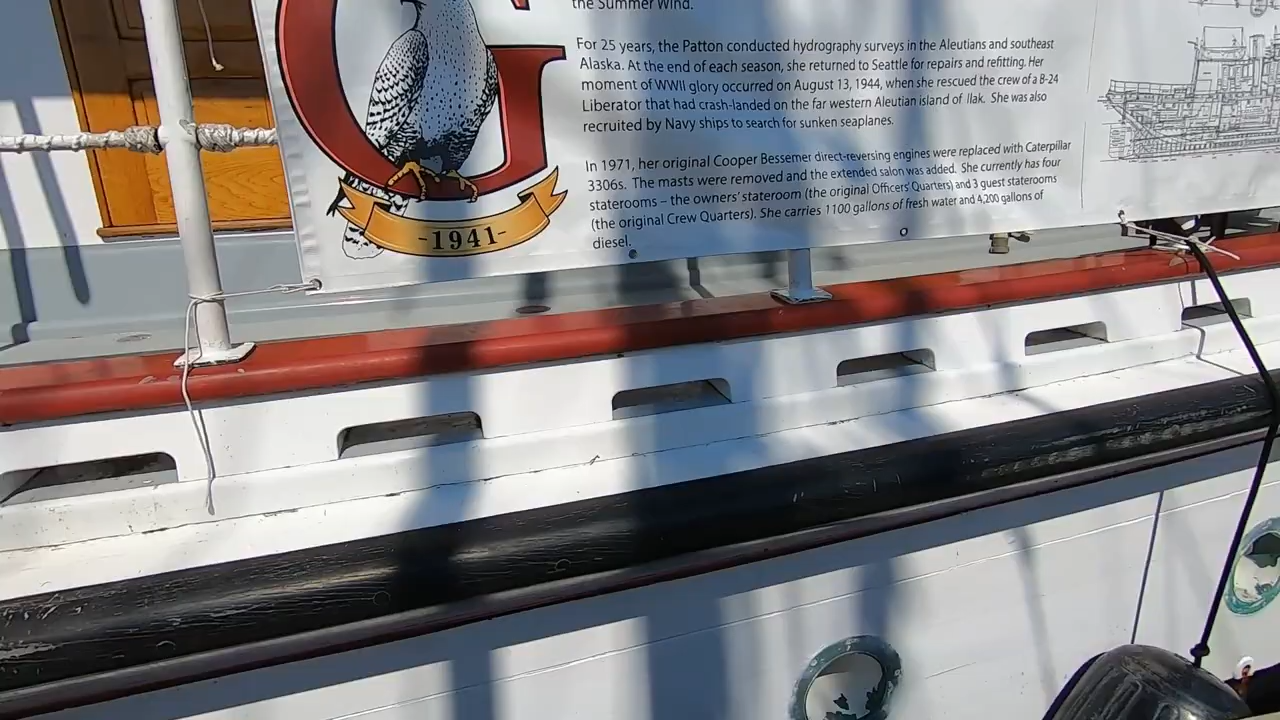 G
the Summer Wind.
For 25 years, the Patton conducted hydrography surveys in the Aleutians and southeast
Alaska. At the end of each season, she returned to Seattle for repairs and refitting. Her
moment of WWII glory occurred on August 13, 1944, when she rescued the crew of a B-24
Liberator that had crash-landed on the far western Aleutian island of Ilak. She was also
recruited by Navy ships to search for sunken seaplanes.
In 1971, her original Cooper Bessemer direct-reversing engines were replaced with Caterpillar
3306s. The masts were removed and the extended salon was added. She currently has four
staterooms – the owners' stateroom (the original Officers' Quarters) and 3 guest staterooms
(the original Crew Quarters). She carries 1100 gallons of fresh water and 4,200 gallons of
diesel.
-1941-